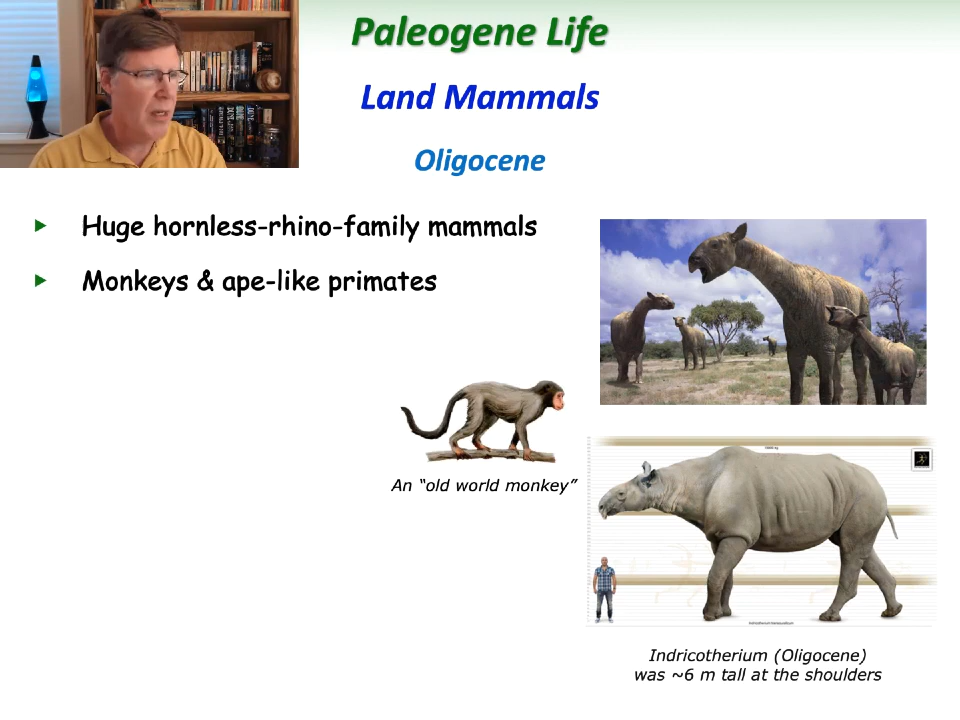 Paleogene Life
Land Mammals
Oligocene
▶ Huge hornless-rhino-family mammals
▶ Monkeys & ape-like primates
An “old world monkey”
Indricotherium (Oligocene)
was ~6 m tall at the shoulders